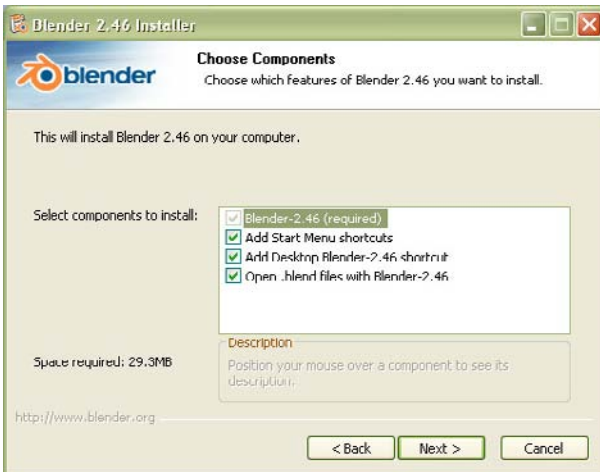 Blender 2.46 Installer
blender
Choose Components
Choose which features of Blender 2.46 you want to install.
This will install Blender 2.46 on your computer.
Select components to install:
Blender-2.46 (required)
Add Start Menu shortcuts
Add Desktop Blender-2.46 shortcut
Open .blend files with Blender-2.46
Space required: 29.3MB
Description
Position your mouse over a component to see its
description.
http://www.blender.org
< Back
Next >
Cancel